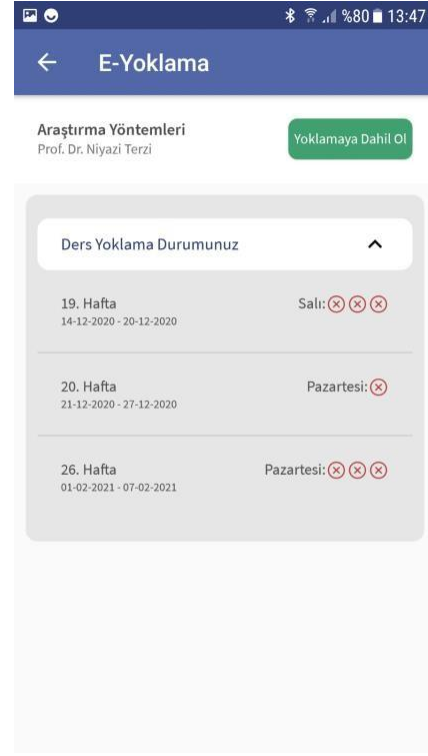 %80 13:47
E-Yoklama
Araştırma Yöntemleri
Prof. Dr. Niyazi Terzi
Yoklamaya Dahil Ol
Ders Yoklama Durumunuz
19. Hafta
Salı:
14-12-2020 - 20-12-2020
20. Hafta
Pazartesi:
21-12-2020 - 27-12-2020
26. Hafta
Pazartesi:
01-02-2021 - 07-02-2021